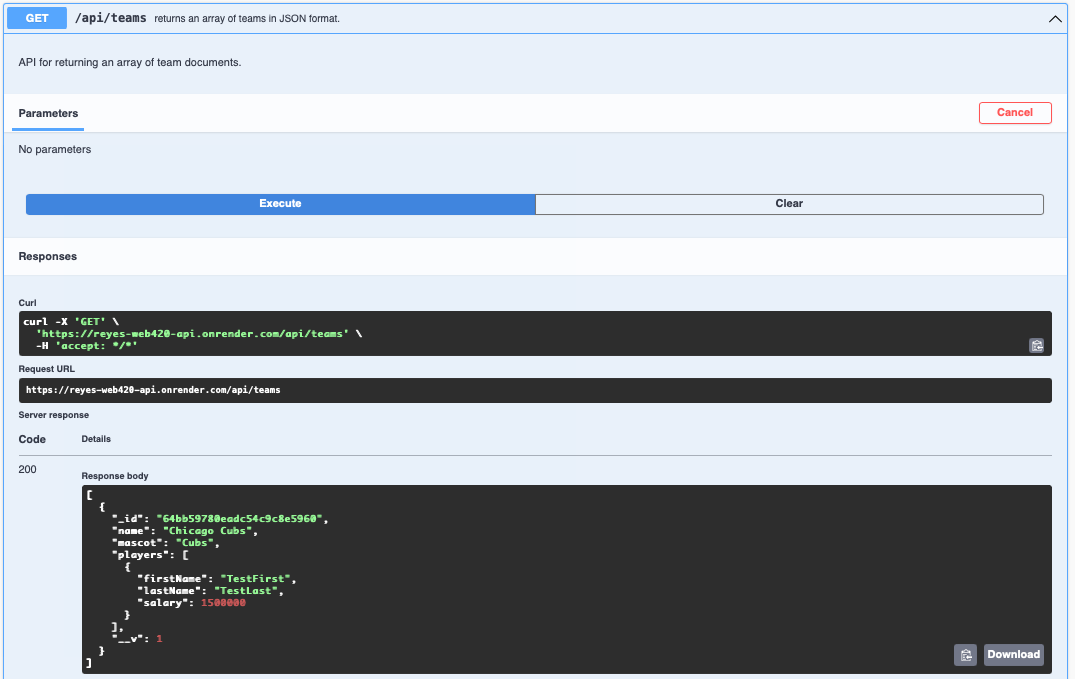 GET /api/teams returns an array of teams in JSON format.
API for returning an array of team documents.
Parameters
Cancel
No parameters
Execute
Clear
Responses
Curl
curl -X 'GET' \
'https://reyes-web420-api.onrender.com/api/teams' \
-H 'accept: */*'
Request URL
https://reyes-web420-api.onrender.com/api/teams
Server response
Code Details
200
Response body
[
{
"_id": "64bb59780eadc54c9c8e5960",
"name": "Chicago Cubs",
"mascot": "Cubs",
"players": [
{
"firstName": "TestFirst",
"lastName": "TestLast",
"salary": 1500000
}
],
"__v": 1
}
]
Download